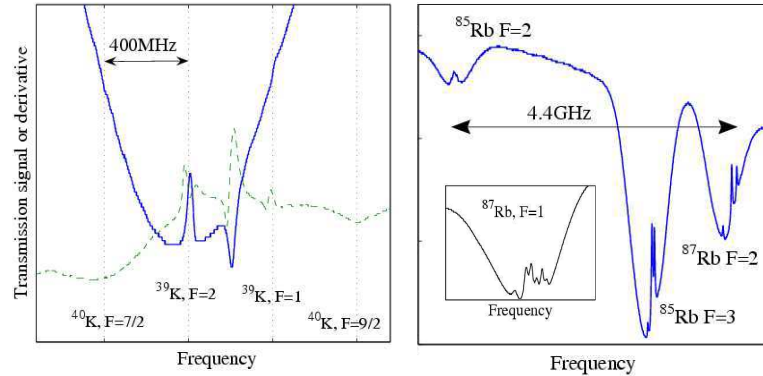 Transmission signal or derivative
400MHz
³⁹K, F=2
³⁹K, F=1
⁴⁰K, F=7/2
⁴⁰K, F=9/2
Frequency
⁸⁵Rb F=2
4.4GHz
⁸⁷Rb, F=1
Frequency
⁸⁷Rb F=2
⁸⁵Rb F=3
Frequency